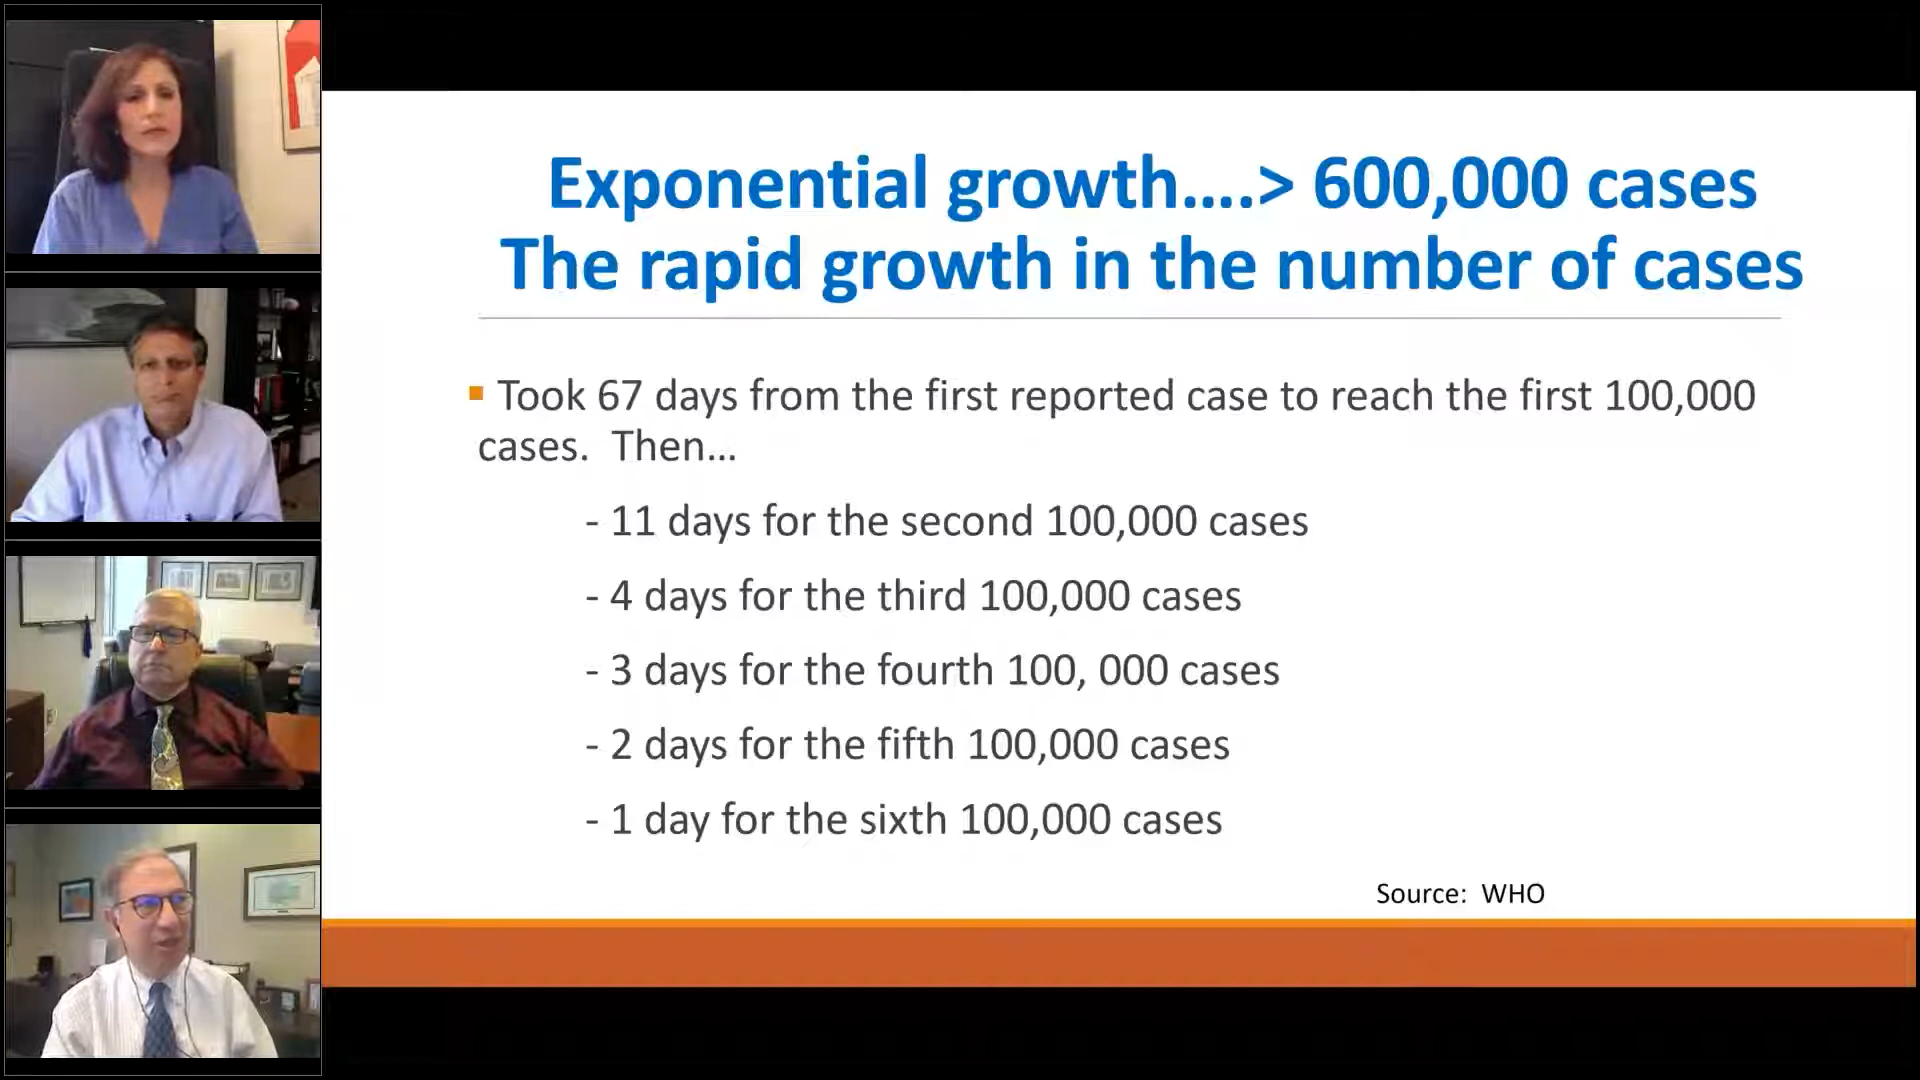 Exponential growth....> 600,000 cases
The rapid growth in the number of cases
Took 67 days from the first reported case to reach the first 100,000
cases.  Then...
- 11 days for the second 100,000 cases
- 4 days for the third 100,000 cases
- 3 days for the fourth 100, 000 cases
- 2 days for the fifth 100,000 cases
- 1 day for the sixth 100,000 cases
Source:  WHO